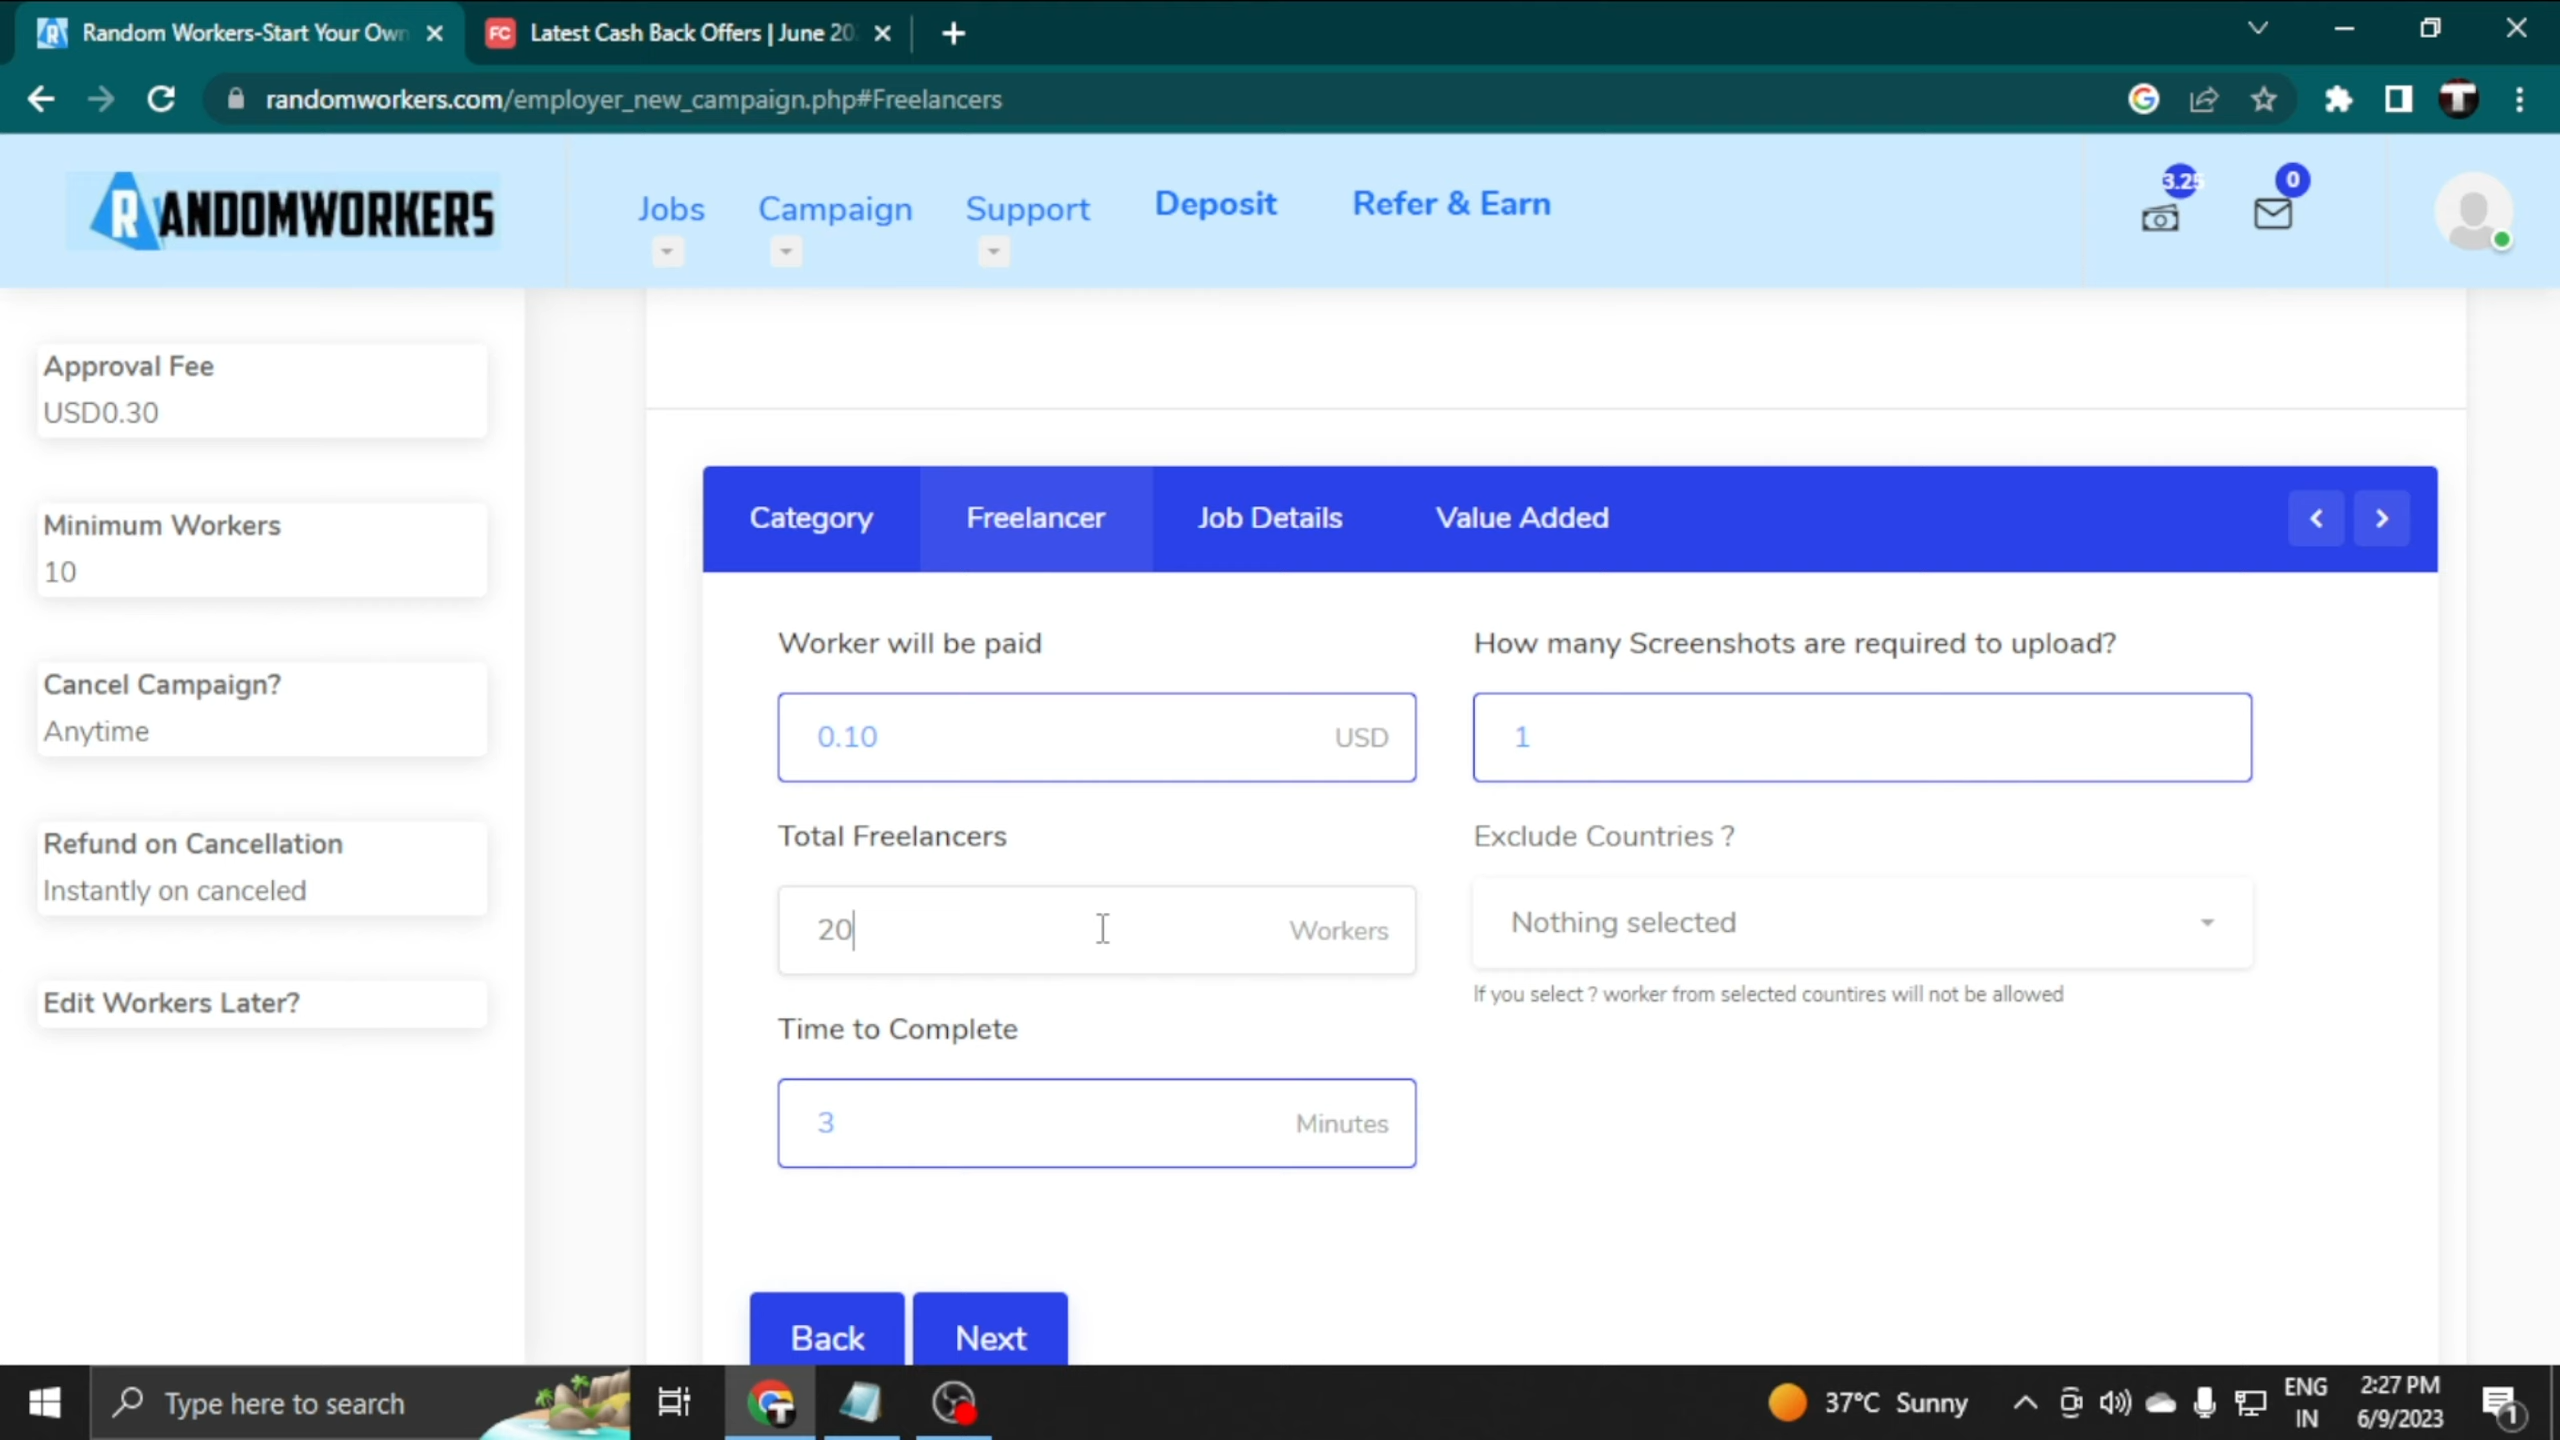 Random Workers-Start Your Own
Latest Cash Back Offers | June 20
randomworkers.com/employer_new_campaign.php#Freelancers
RANDOMWORKERS
Jobs
Campaign
Support
Deposit
Refer & Earn
3.25
0
Approval Fee
USD0.30
Minimum Workers
10
Cancel Campaign?
Anytime
Refund on Cancellation
Instantly on canceled
Edit Workers Later?
Category
Freelancer
Job Details
Value Added
Worker will be paid
0.10 USD
How many Screenshots are required to upload?
1
Total Freelancers
20 Workers
Exclude Countries ?
Nothing selected
If you select ? worker from selected countires will not be allowed
Time to Complete
3 Minutes
Back
Next
Type here to search
37°C Sunny
ENG
IN
2:27 PM
6/9/2023
1